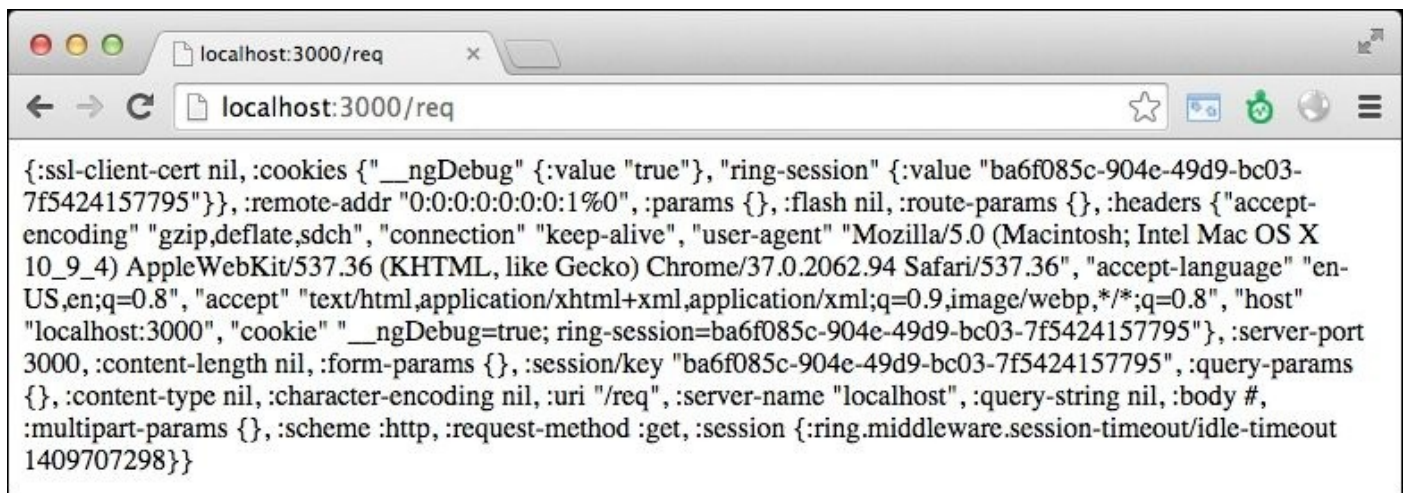 localhost:3000/req
localhost:3000/req
{:ssl-client-cert nil, :cookies {"__ngDebug" {:value "true"}, "ring-session" {:value "ba6f085c-904e-49d9-bc03-
7f5424157795"}}, :remote-addr "0:0:0:0:0:0:0:1%0", :params {}, :flash nil, :route-params {}, :headers {"accept-
encoding" "gzip,deflate,sdch", "connection" "keep-alive", "user-agent" "Mozilla/5.0 (Macintosh; Intel Mac OS X
10_9_4) AppleWebKit/537.36 (KHTML, like Gecko) Chrome/37.0.2062.94 Safari/537.36", "accept-language" "en-
US,en;q=0.8", "accept" "text/html,application/xhtml+xml,application/xml;q=0.9,image/webp,*/*;q=0.8", "host"
"localhost:3000", "cookie" "__ngDebug=true; ring-session=ba6f085c-904e-49d9-bc03-7f5424157795"}, :server-port
3000, :content-length nil, :form-params {}, :session/key "ba6f085c-904e-49d9-bc03-7f5424157795", :query-params
{}, :content-type nil, :character-encoding nil, :uri "/req", :server-name "localhost", :query-string nil, :body #,
:multipart-params {}, :scheme :http, :request-method :get, :session {:ring.middleware.session-timeout/idle-timeout
1409707298}}